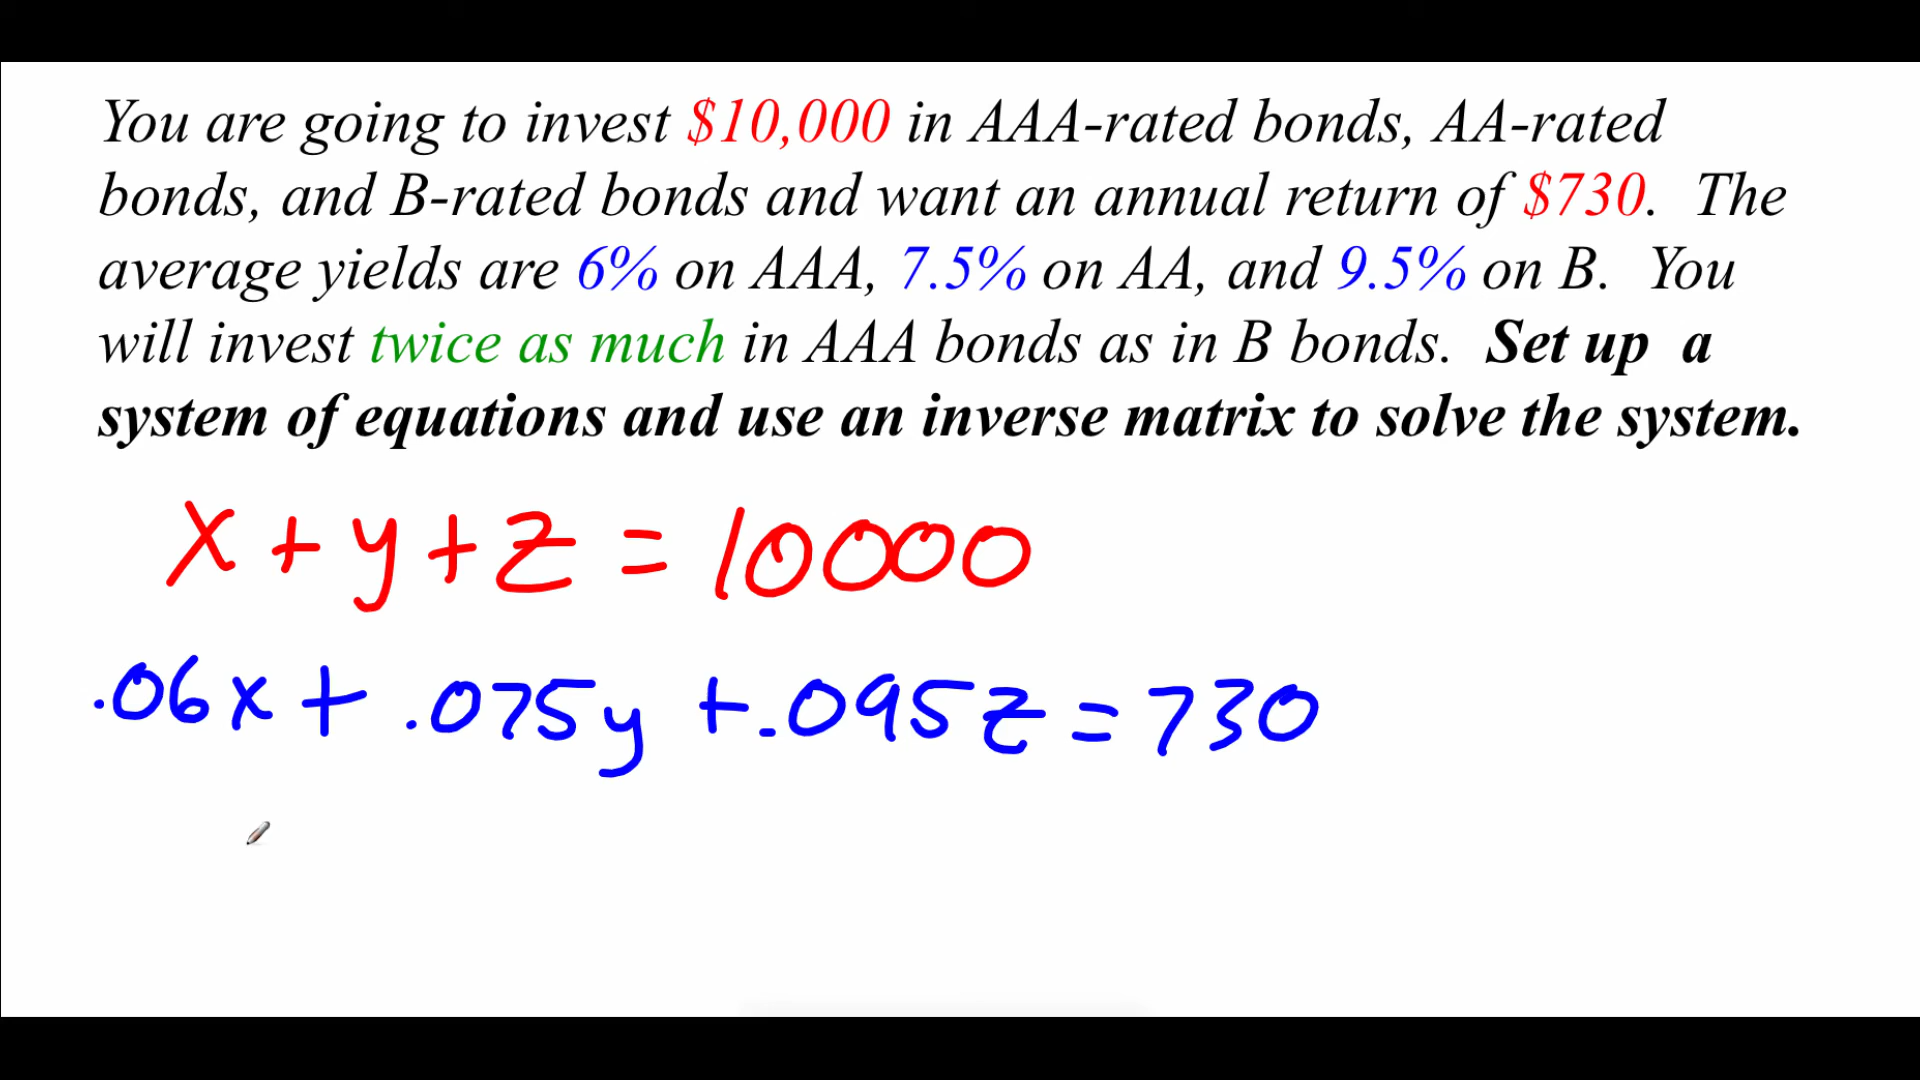 You are going to invest $10,000 in AAA-rated bonds, AA-rated
bonds, and B-rated bonds and want an annual return of $730. The
average yields are 6% on AAA, 7.5% on AA, and 9.5% on B. You
will invest twice as much in AAA bonds as in B bonds. Set up a
system of equations and use an inverse matrix to solve the system.
x + y + z = 10000
.06x + .075y + .095z = 730